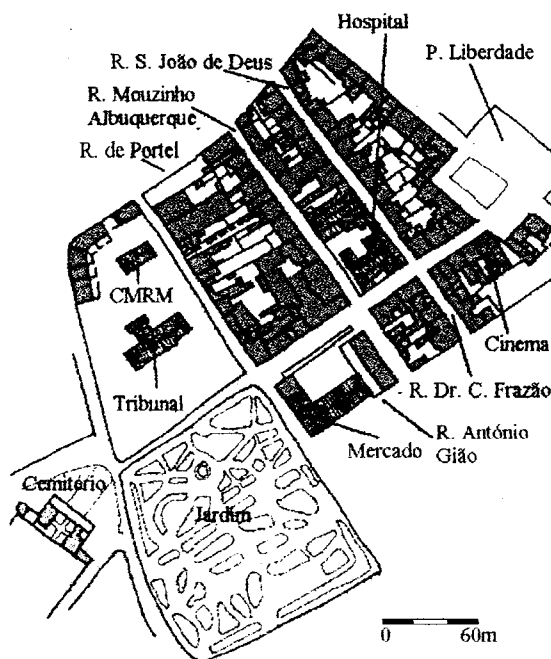 Hospital
R. S. João de Deus
P. Liberdade
R. Mouzinho
Albuquerque
R. de Portel
CMRM
Tribunal
Cinema
R. Dr. C. Frazão
R. António
Gião
Mercado
Cemitério
Jardim
0 60m